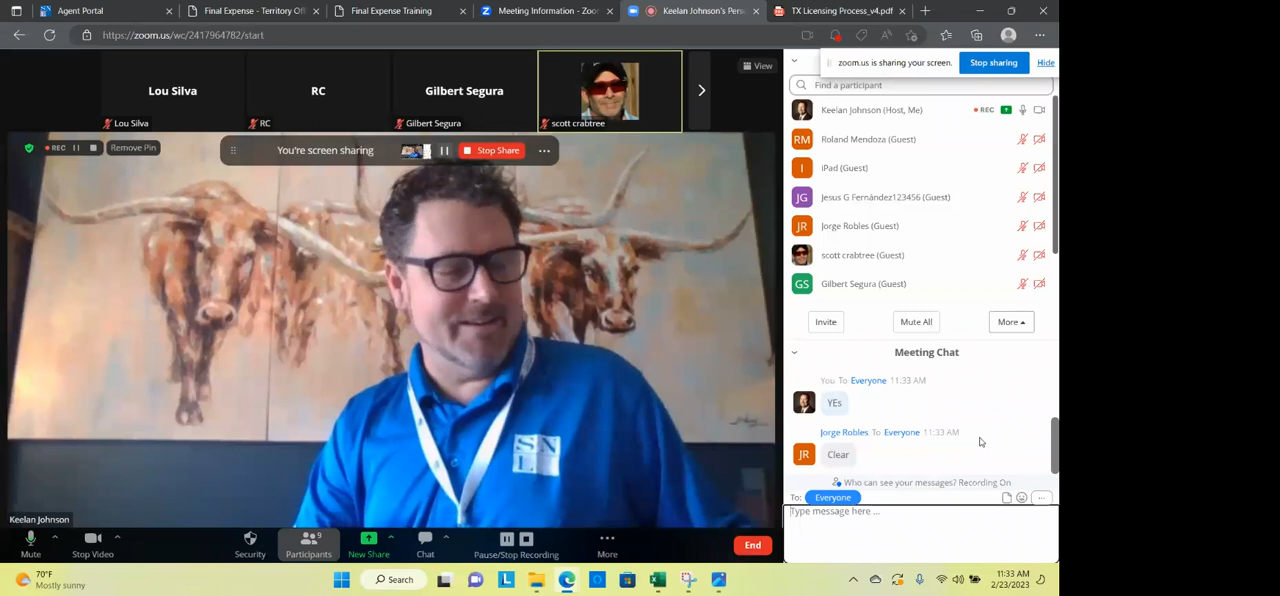 Agent Portal
Final Expense - Territory Of
Final Expense Training
Meeting Information - Zoo
Keelan Johnson's Pers
TX Licensing Process_v4.pdf
https://zoom.us/wc/2417964782/start
zoom.us is sharing your screen.
Stop sharing
Hide
Lou Silva
RC
Gilbert Segura
View
Lou Silva
RC
Gilbert Segura
scott crabtree
Find a participant
REC
Remove Pin
You're screen sharing
Stop Share
Keelan Johnson (Host, Me)
REC
RM
Roland Mendoza (Guest)
I
iPad (Guest)
JG
Jesus G Fernández123456 (Guest)
JR
Jorge Robles (Guest)
scott crabtree (Guest)
GS
Gilbert Segura (Guest)
Invite
Mute All
More
Meeting Chat
You To Everyone 11:33 AM
YEs
Jorge Robles To Everyone 11:33 AM
JR
Clear
Who can see your messages? Recording On
To: Everyone
Type message here ...
SN
L
Keelan Johnson
Mute
Stop Video
Security
9
Participants
New Share
Chat
Pause/Stop Recording
More
End
70°F
Mostly sunny
Search
11:33 AM
2/23/2023